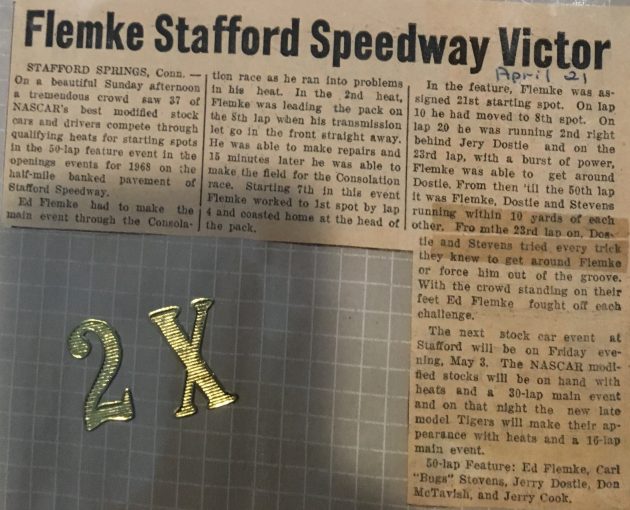 Flemke Stafford Speedway Victor
April 21
STAFFORD SPRINGS, Conn. —
On a beautiful Sunday afternoon
a tremendous crowd saw 37 of
NASCAR's best modified stock
cars and drivers compete through
qualifying heats for starting spots
in the 50-lap feature event in the
openings events for 1968 on the
half-mile banked pavement of
Stafford Speedway.
Ed Flemke had to make the
main event through the Consola-
tion race as he ran into problems
in his heat. In the 2nd heat,
Flemke was leading the pack on
the 8th lap when his transmission
let go in the front straight away.
He was able to make repairs and
15 minutes later he was able to
make the field for the Consolation
race. Starting 7th in this event
Flemke worked to 1st spot by lap
4 and coasted home at the head of
the pack.
In the feature, Flemke was as-
signed 21st starting spot. On lap
10 he had moved to 8th spot. On
lap 20 he was running 2nd right
behind Jery Dostie and on the
23rd lap, with a burst of power,
Flemke was able to get around
Dostie. From then 'til the 50th lap
it was Flemke, Dostie and Stevens
running within 10 yards of each
other. Fro mthe 23rd lap on, Dos-
tie and Stevens tried every trick
they knew to get around Flemke
or force him out of the groove.
With the crowd standing on their
feet Ed Flemke fought off each
challenge.
The next stock car event at
Stafford will be on Friday eve-
ning, May 3. The NASCAR modi-
fied stocks will be on hand with
heats and a 30-lap main event
and on that night the new late
model Tigers will make their ap-
pearance with heats and a 16-lap
main event.
50-lap Feature: Ed Flemke, Carl
"Bugs" Stevens, Jerry Dostie, Don
McTavish, and Jerry Cook.
2 X